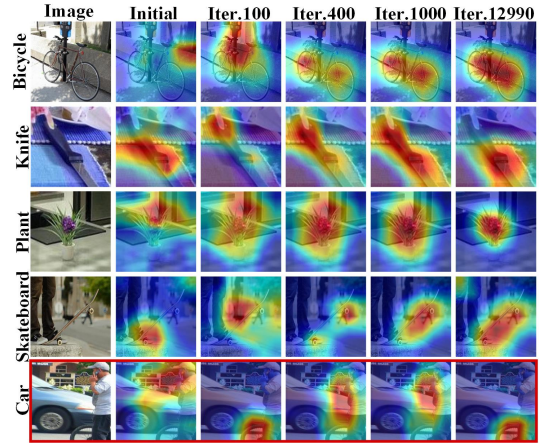 Image Initial Iter.100 Iter.400 Iter.1000 Iter.12990
Bicycle
Knife
Plant
Skateboard
Car